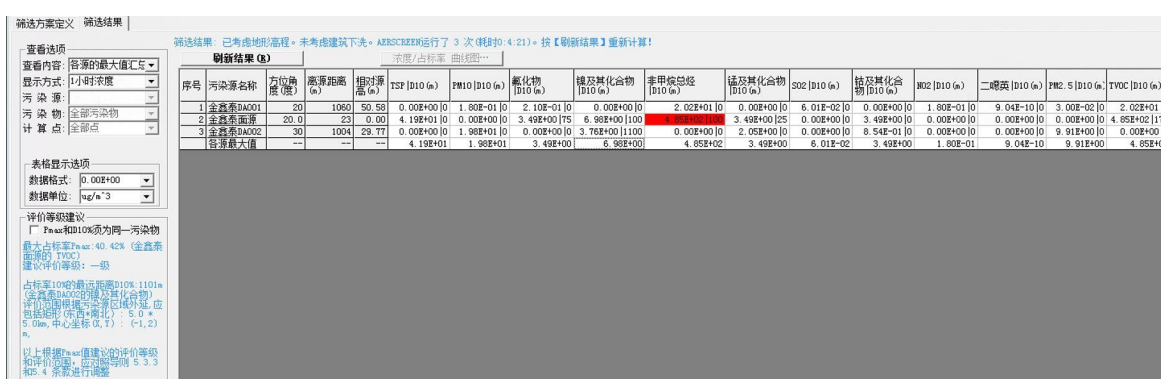 筛选方案定义 筛选结果
筛选结果: 已考虑地形高程。未考虑建筑下洗。AERSCREEN运行了 3 次(耗时0:4:21)。按【刷新结果】重新计算!
查看选项
查看内容: 各源的最大值汇总
显示方式: 1小时浓度
污 染 源:
污 染 物: 全部污染物
计 算 点: 全部点
表格显示选项
数据格式: 0.00E+00
数据单位: ug/m^3
评价等级建议
Pmax和D10%须为同一污染物
最大占标率Pmax:40.42% (金鑫泰
面源的 TVOC)
建议评价等级: 一级
占标率10%的最远距离D10%:1101m
(金鑫泰DA002的镍及其化合物)
评价范围根据污染源区域外延,应
包括矩形(东西*南北): 5.0 *
5.0km,中心坐标(X,Y): (-1,2)
m。
以上根据Pmax值建议的评价等级
和评价范围,应对照导则 5.3.3
和5.4 条款进行调整
刷新结果(R) 浓度/占标率 曲线图…
序号 污染源名称 方位角度(度) 离源距离(m) 相对源高(m) TSP|D10(m) PM10|D10(m) 氟化物|D10(m) 镍及其化合物|D10(m) 非甲烷总烃|D10(m) 锰及其化合物|D10(m) SO2|D10(m) 钴及其化合物|D10(m) NO2|D10(m) 二噁英|D10(m) PM2.5|D10(m) TVOC|D10(m)
1 金鑫泰DA001 20 1060 50.58 0.00E+00|0 1.80E-01|0 2.10E-01|0 0.00E+00|0 2.02E+01|0 0.00E+00|0 6.01E-02|0 0.00E+00|0 1.80E-01|0 9.04E-10|0 3.00E-02|0 2.02E+01
2 金鑫泰面源 20.0 23 0.00 4.19E+01|0 0.00E+00|0 3.49E+00|75 6.98E+00|100 4.85E+02|100 3.49E+00|25 0.00E+00|0 3.49E+00|0 0.00E+00|0 0.00E+00|0 0.00E+00|0 4.85E+02|17
3 金鑫泰DA002 30 1004 29.77 0.00E+00|0 1.98E+01|0 0.00E+00|0 3.76E+00|1100 0.00E+00|0 2.05E+00|0 0.00E+00|0 8.54E-01|0 0.00E+00|0 0.00E+00|0 9.91E+00|0 0.00E+00
各源最大值 -- -- -- 4.19E+01 1.98E+01 3.49E+00 6.98E+00 4.85E+02 3.49E+00 6.01E-02 3.49E+00 1.80E-01 9.04E-10 9.91E+00 4.85E+0